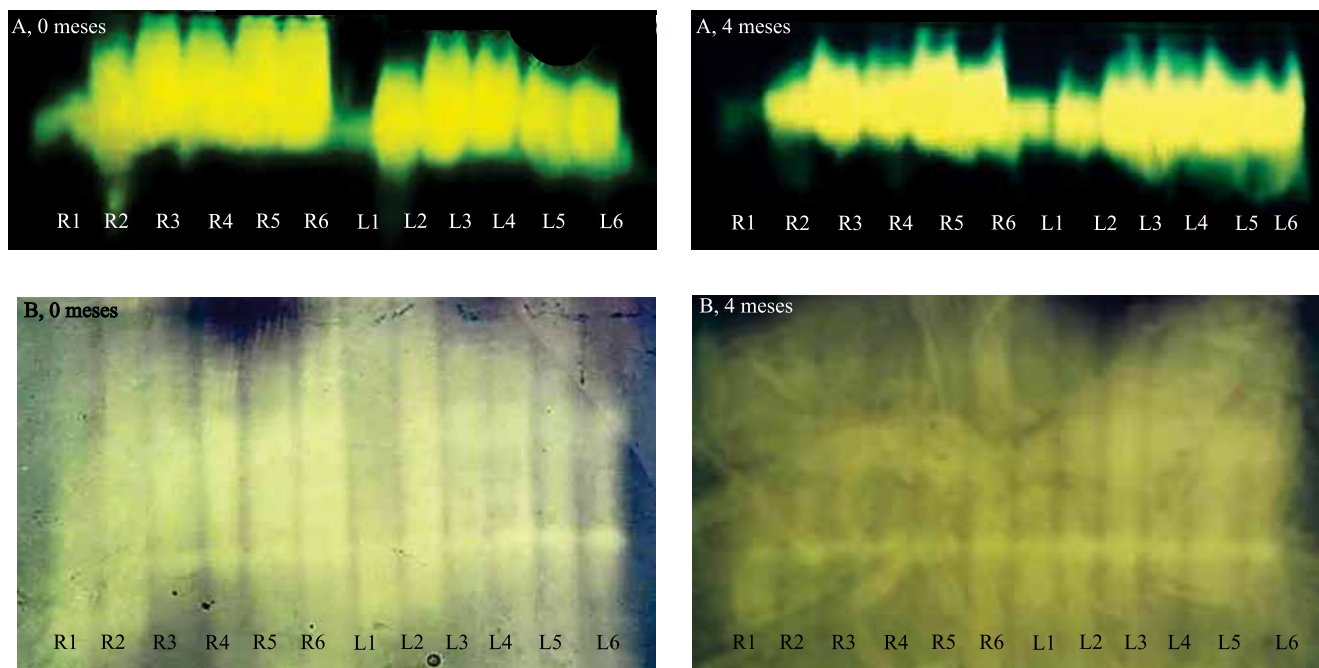 A, 0 meses
R1 R2 R3 R4 R5 R6 L1 L2 L3 L4 L5 L6
A, 4 meses
R1 R2 R3 R4 R5 R6 L1 L2 L3 L4 L5 L6
B, 0 meses
R1 R2 R3 R4 R5 R6 L1 L2 L3 L4 L5 L6
B, 4 meses
R1 R2 R3 R4 R5 R6 L1 L2 L3 L4 L5 L6